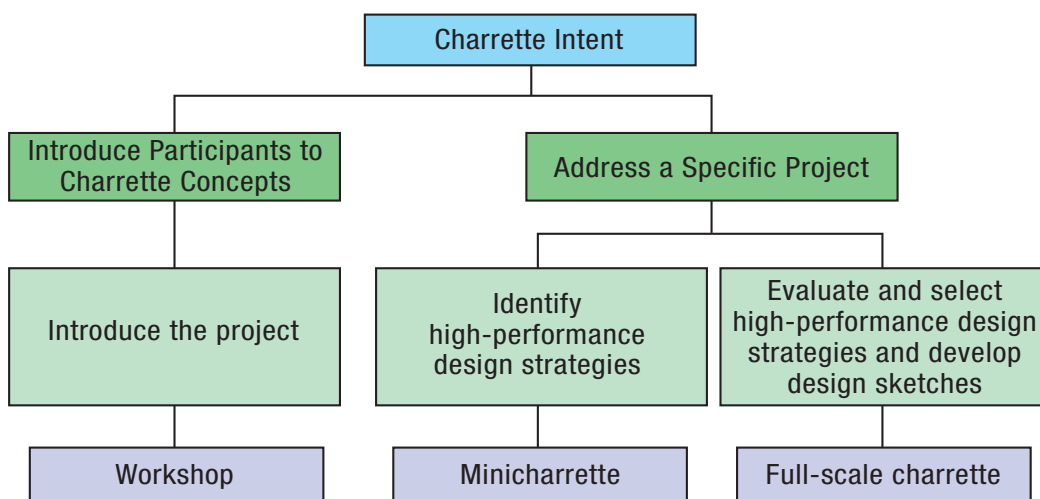 Charrette Intent
Introduce Participants to
Charrette Concepts
Address a Specific Project
Introduce the project
Identify
high-performance
design strategies
Evaluate and select
high-performance design
strategies and develop
design sketches
Workshop
Minicharrette
Full-scale charrette